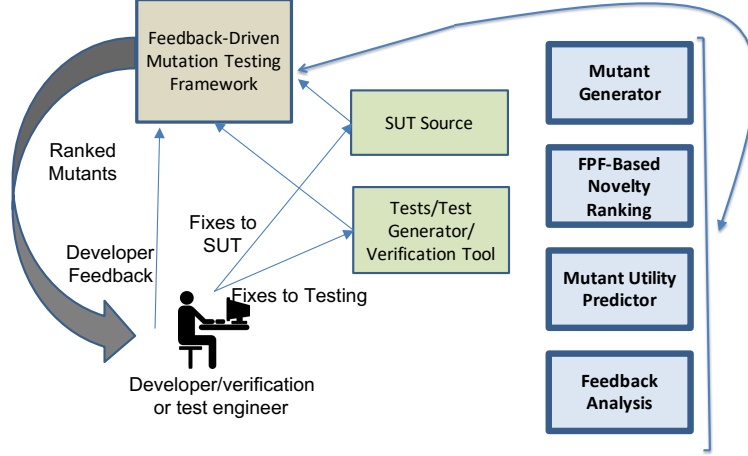 Feedback-Driven
Mutation Testing
Framework
Ranked
Mutants
Developer
Feedback
Fixes to
SUT
Fixes to Testing
Developer/verification
or test engineer
SUT Source
Tests/Test
Generator/
Verification Tool
Mutant
Generator
FPF-Based
Novelty
Ranking
Mutant Utility
Predictor
Feedback
Analysis